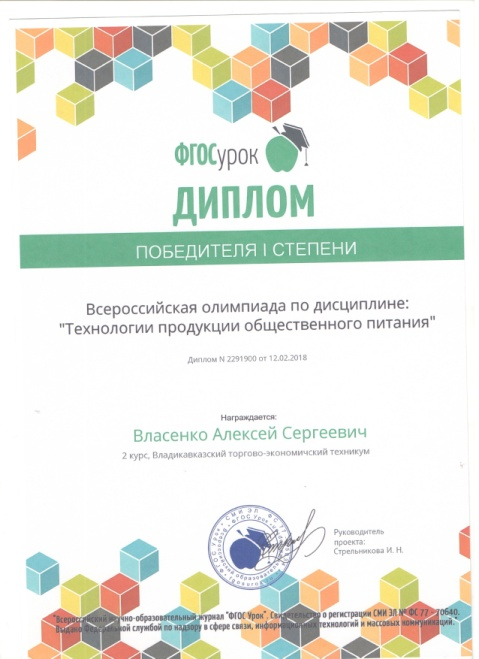 ФГОСурок
ДИПЛОМ
ПОБЕДИТЕЛЯ I СТЕПЕНИ
Всероссийская олимпиада по дисциплине:
"Технологии продукции общественного питания"
Диплом N 2291900 от 12.02.2018
Награждается:
Власенко Алексей Сергеевич
2 курс, Владикавказский торгово-экономичский техникум
Руководитель
проекта:
Стрельникова И. Н.
"Всероссийский научно-образовательный журнал "ФГОС Урок". Свидетельство о регистрации СМИ ЭЛ № ФС 77 - 70640.
Выдано Федеральной службой по надзору в сфере связи, информационных технологий и массовых коммуникаций."